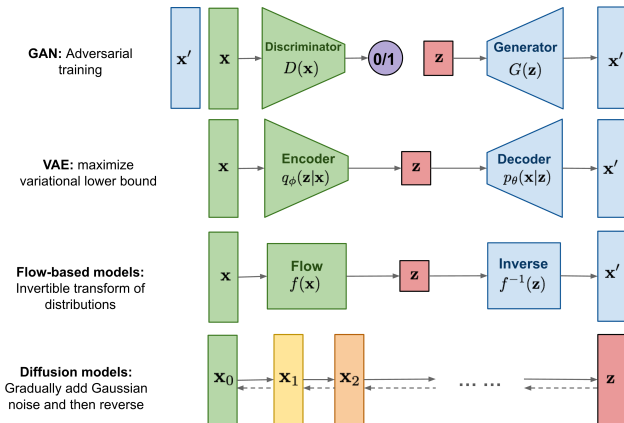 GAN: Adversarial
training
x′
x
Discriminator
D(x)
0/1
z
Generator
G(z)
x′
VAE: maximize
variational lower bound
x
Encoder
qϕ(z|x)
z
Decoder
pθ(x|z)
x′
Flow-based models:
Invertible transform of
distributions
x
Flow
f(x)
z
Inverse
f⁻¹(z)
x′
Diffusion models:
Gradually add Gaussian
noise and then reverse
x₀
x₁
x₂
... ...
z